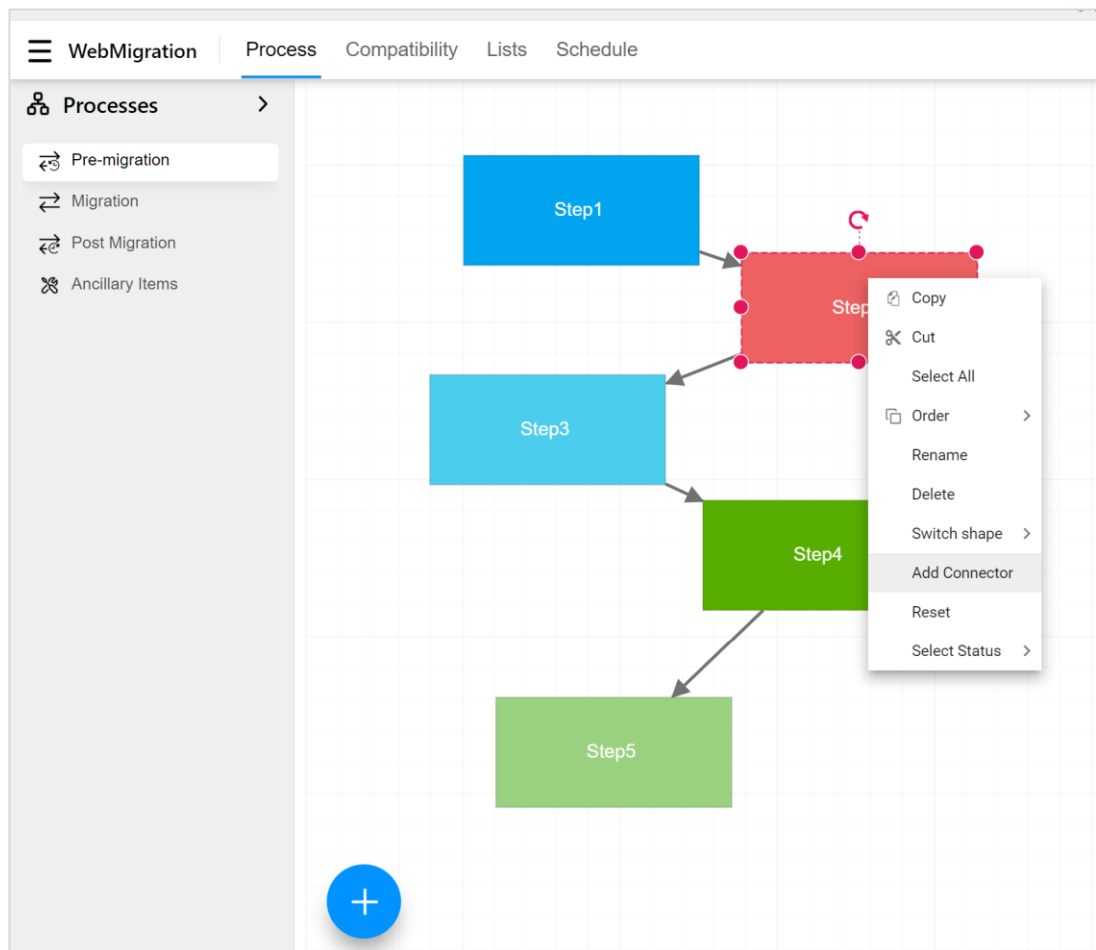 WebMigration Process Compatibility Lists Schedule
Processes
Pre-migration
Migration
Post Migration
Ancillary Items
Step1
Step
Step3
Step4
Step5
Copy
Cut
Select All
Order
Rename
Delete
Switch shape
Add Connector
Reset
Select Status